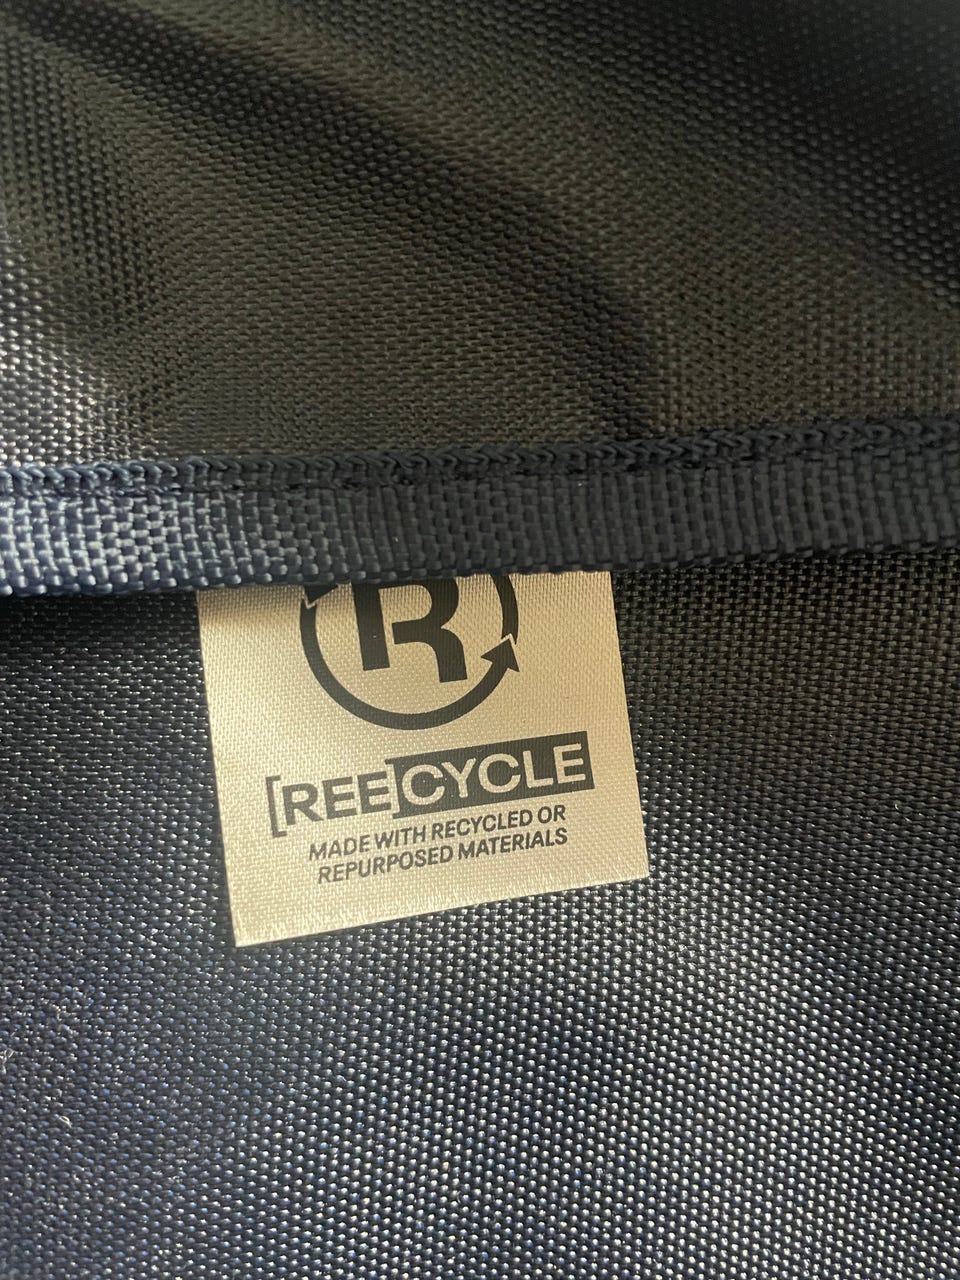 R
[REE]CYCLE
MADE WITH RECYCLED OR
REPURPOSED MATERIALS